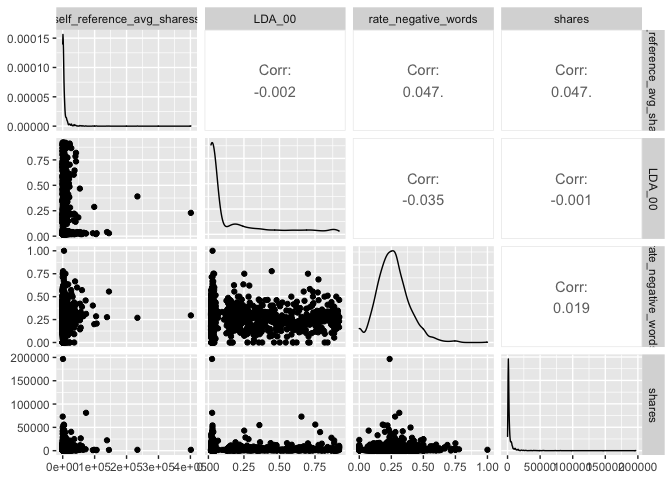 self_reference_avg_sharess LDA_00 rate_negative_words shares
0.00015
0.00010
0.00005
0.00000
Corr:
-0.002
Corr:
0.047.
Corr:
0.047.
_reference_avg_sha
0.75
0.50
0.25
0.00
Corr:
-0.035
Corr:
-0.001
LDA_00
1.00
0.75
0.50
0.25
0.00
Corr:
0.019
ate_negative_words
200000
150000
100000
50000
0
shares
0e+001e+052e+053e+054e+05 0.00 0.25 0.50 0.75 0.00 0.25 0.50 0.75 1.00 0 50000100000150000200000